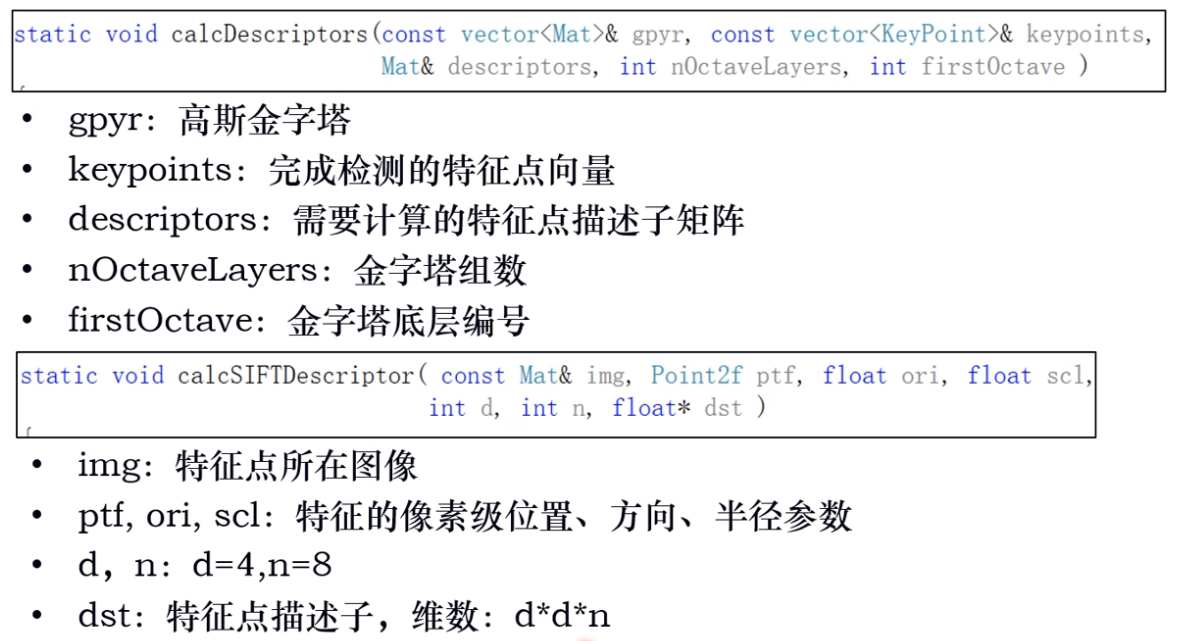 static void calcDescriptors(const vector<Mat>& gpyr, const vector<KeyPoint>& keypoints,
Mat& descriptors, int nOctaveLayers, int firstOctave )
• gpyr：高斯金字塔
• keypoints：完成检测的特征点向量
• descriptors：需要计算的特征点描述子矩阵
• nOctaveLayers：金字塔组数
• firstOctave：金字塔底层编号
static void calcSIFTDescriptor( const Mat& img, Point2f ptf, float ori, float scl,
int d, int n, float* dst )
• img：特征点所在图像
• ptf, ori, scl：特征的像素级位置、方向、半径参数
• d，n：d=4,n=8
• dst：特征点描述子，维数：d*d*n